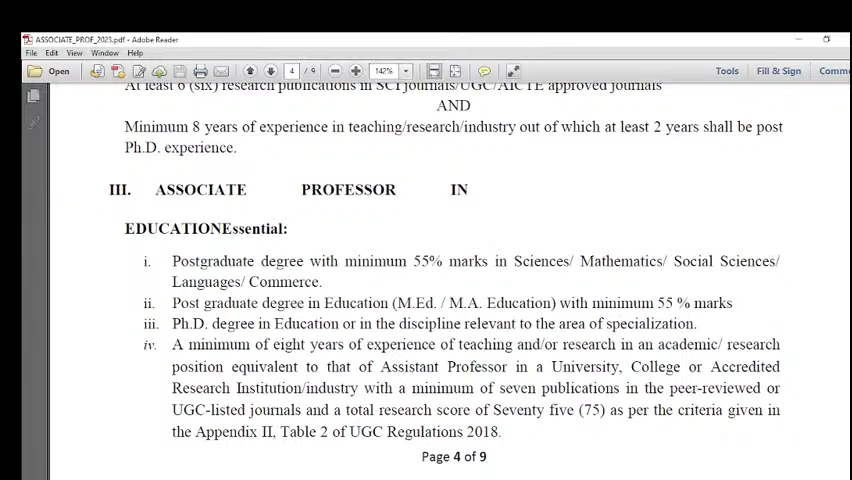 ASSOCIATE_PROF_2023.pdf - Adobe Reader
File Edit View Window Help
Open 4 / 9 142% Tools Fill & Sign Comme
At least 6 (six) research publications in SCI journals/UGC/AICTE approved journals
AND
Minimum 8 years of experience in teaching/research/industry out of which at least 2 years shall be post
Ph.D. experience.
III. ASSOCIATE PROFESSOR IN
EDUCATIONEssential:
i. Postgraduate degree with minimum 55% marks in Sciences/ Mathematics/ Social Sciences/
Languages/ Commerce.
ii. Post graduate degree in Education (M.Ed. / M.A. Education) with minimum 55 % marks
iii. Ph.D. degree in Education or in the discipline relevant to the area of specialization.
iv. A minimum of eight years of experience of teaching and/or research in an academic/ research
position equivalent to that of Assistant Professor in a University, College or Accredited
Research Institution/industry with a minimum of seven publications in the peer-reviewed or
UGC-listed journals and a total research score of Seventy five (75) as per the criteria given in
the Appendix II, Table 2 of UGC Regulations 2018.
Page 4 of 9